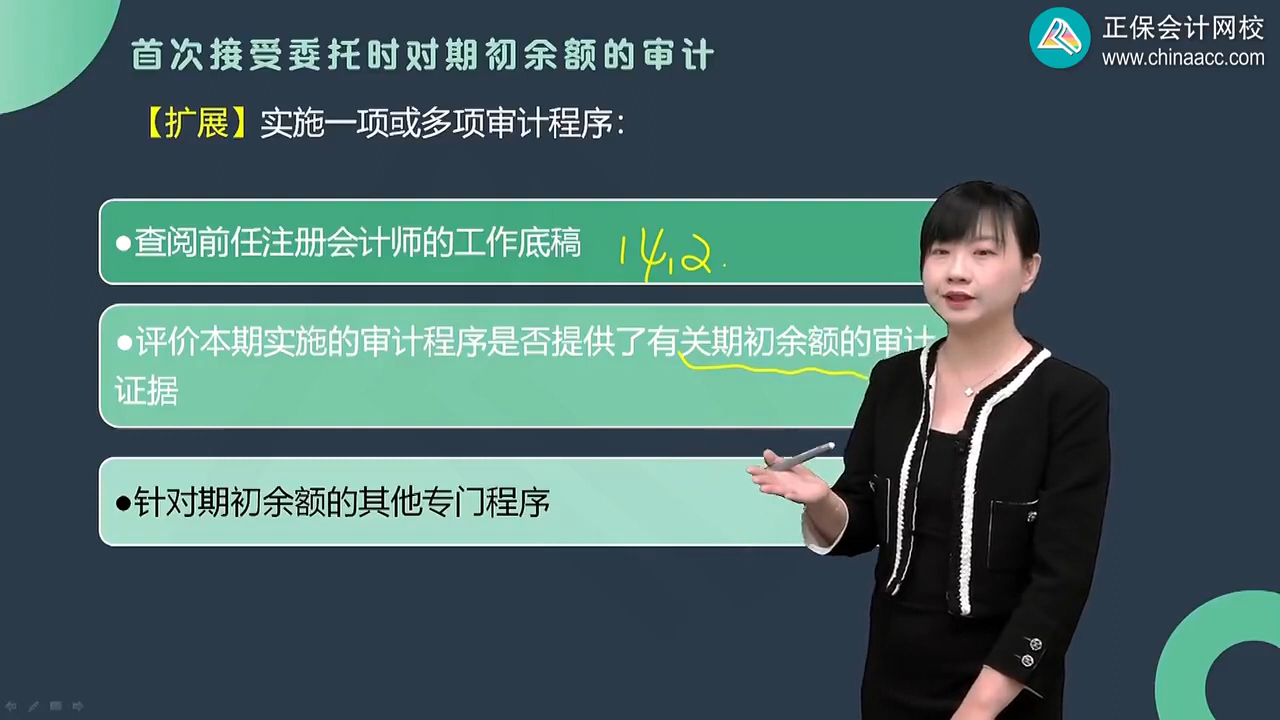 正保会计网校
www.chinaacc.com
首次接受委托时对期初余额的审计
【扩展】实施一项或多项审计程序：
●查阅前任注册会计师的工作底稿 14.2.
●评价本期实施的审计程序是否提供了有关期初余额的审计
证据
●针对期初余额的其他专门程序